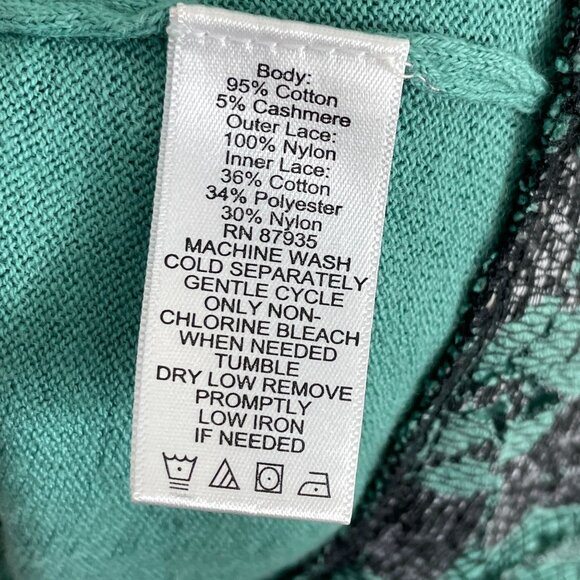 Body:
95% Cotton
5% Cashmere
Outer Lace:
100% Nylon
Inner Lace:
36% Cotton
34% Polyester
30% Nylon
RN 87935
MACHINE WASH
COLD SEPARATELY
GENTLE CYCLE
ONLY NON-
CHLORINE BLEACH
WHEN NEEDED
TUMBLE
DRY LOW REMOVE
PROMPTLY
LOW IRON
IF NEEDED